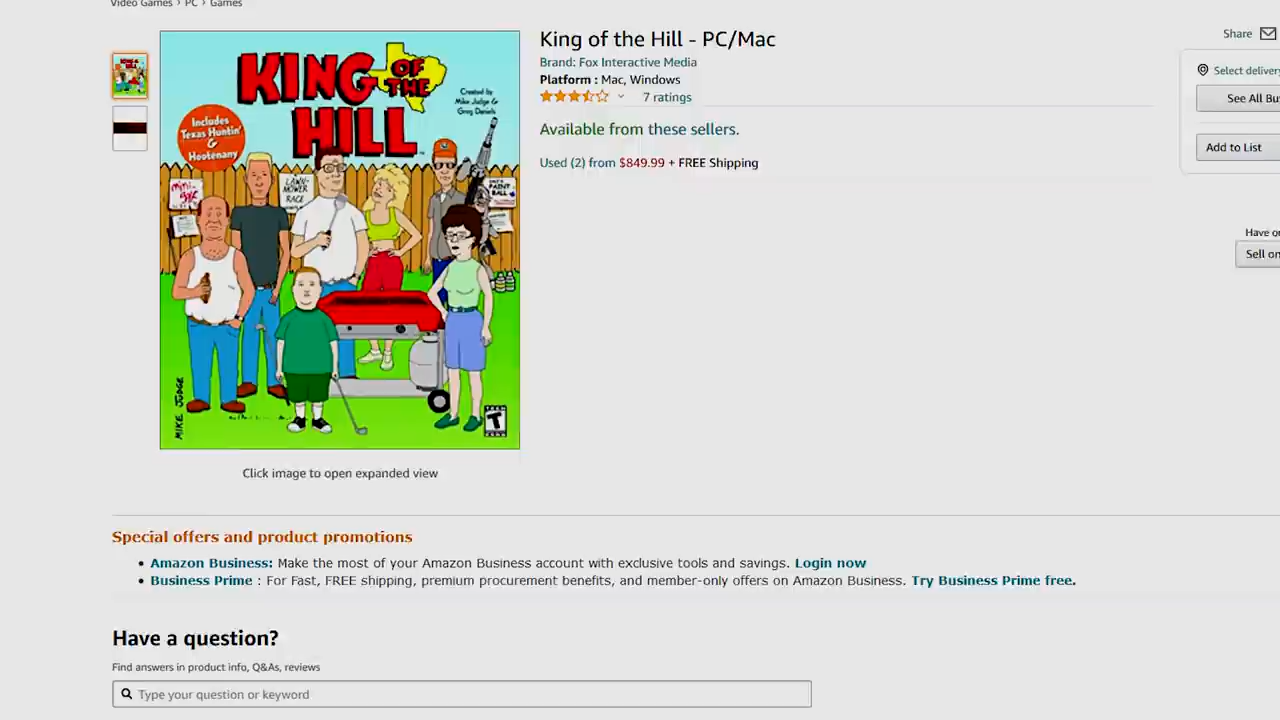 Video Games › PC › Games
King of the Hill - PC/Mac
Brand: Fox Interactive Media
Platform : Mac, Windows
7 ratings
Available from these sellers.
Used (2) from $849.99 + FREE Shipping
Share
Select delivery
See All Bu
Add to List
Have o
Sell on
KING
OF
THE
HILL
Created by
Mike Judge &
Greg Daniels
Includes
Texas Huntin'
&
Hootenany
LAWN-
MOWER
RACE
PAINT
BALL
MIKE JUDGE
TEEN
T
Click image to open expanded view
Special offers and product promotions
• Amazon Business: Make the most of your Amazon Business account with exclusive tools and savings. Login now
• Business Prime : For Fast, FREE shipping, premium procurement benefits, and member-only offers on Amazon Business. Try Business Prime free.
Have a question?
Find answers in product info, Q&As, reviews
Type your question or keyword